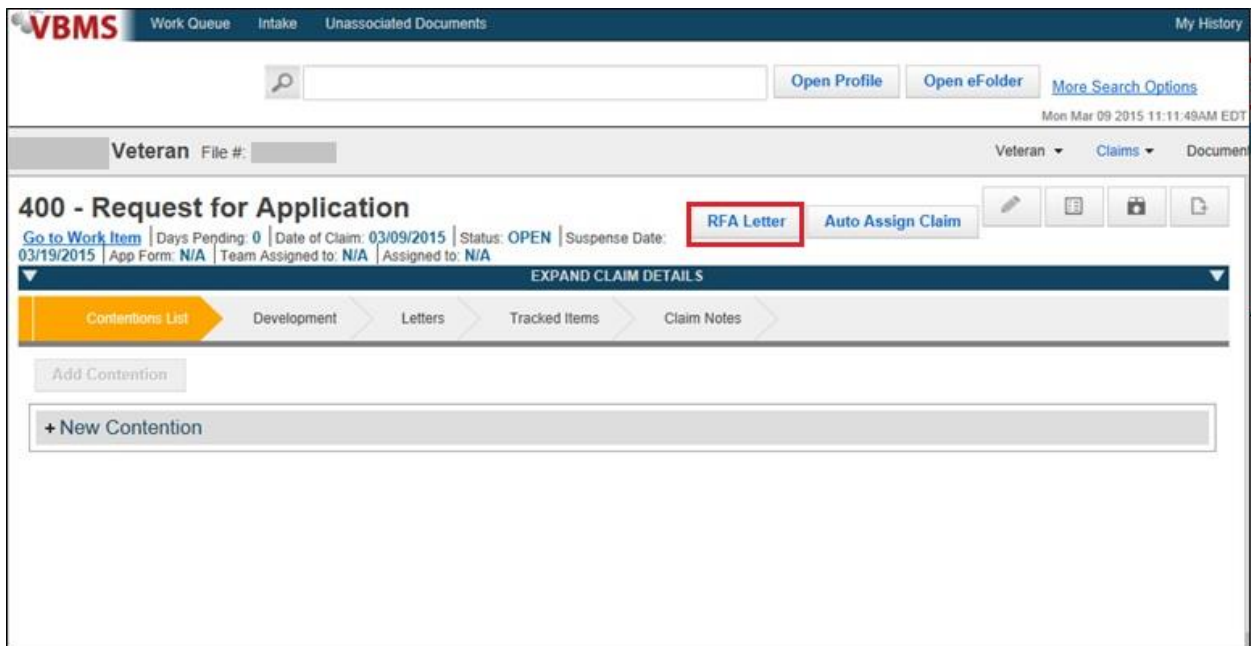 VBMS Work Queue Intake Unassociated Documents My History
Open Profile Open eFolder More Search Options
Mon Mar 09 2015 11:11:49AM EDT
Veteran File #: Veteran Claims Document
400 - Request for Application
RFA Letter Auto Assign Claim
Go to Work Item Days Pending: 0 Date of Claim: 03/09/2015 Status: OPEN Suspense Date:
03/19/2015 App Form: N/A Team Assigned to: N/A Assigned to: N/A
EXPAND CLAIM DETAILS
Contentions List Development Letters Tracked Items Claim Notes
Add Contention
+ New Contention